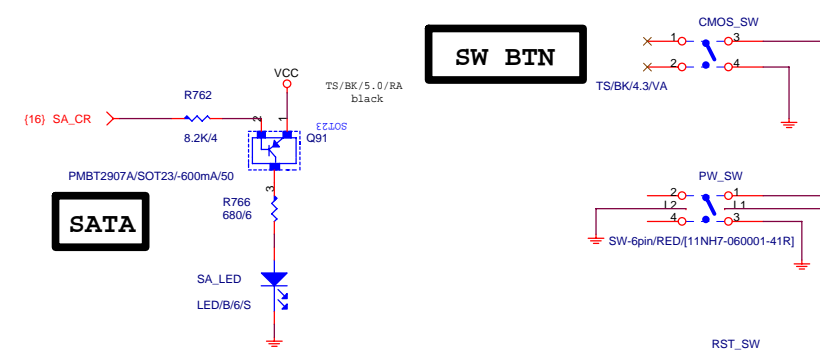 CMOS_SW
1
3
SW BTN
2
4
TS/BK/4.3/VA
VCC
TS/BK/5.0/RA
black
R762
{16} SA_CR
2
1
SOT23
Q91
8.2K/4
PMBT2907A/SOT23/-600mA/50
3
SATA
R766
680/6
PW_SW
2
1
L2
L1
4
3
SW-6pin/RED/[11NH7-060001-41R]
SA_LED
LED/B/6/S
RST_SW